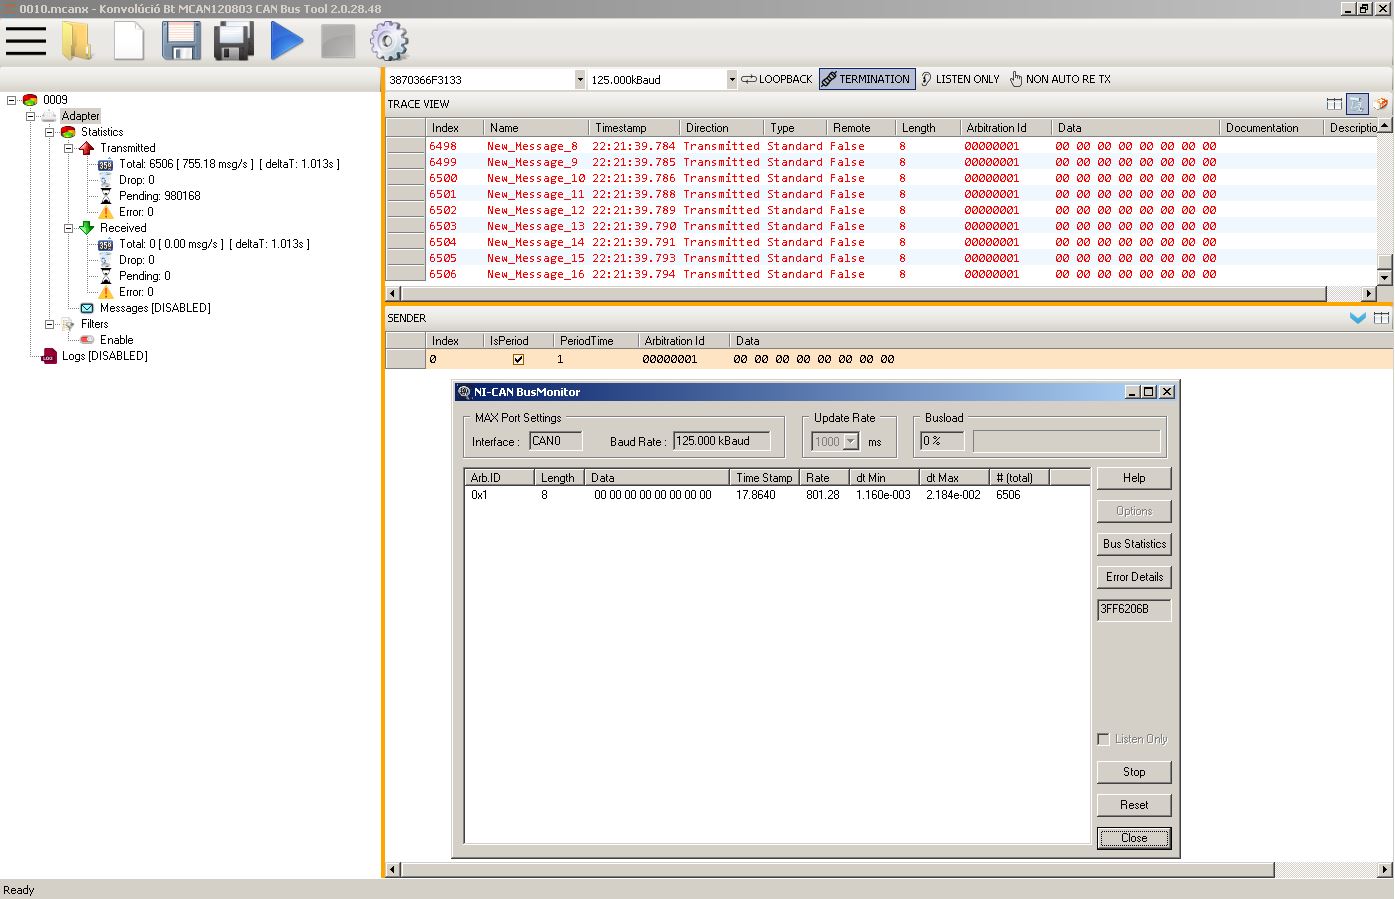 0010.mcanx - Konvolúció Bt MCAN120803 CAN Bus Tool 2.0.28.48
3870366F3133 125.000kBaud LOOPBACK TERMINATION LISTEN ONLY NON AUTO RE TX
0009
Adapter
Statistics
Transmitted
Total: 6506 [ 755.18 msg/s ] [ deltaT: 1.013s ]
Drop: 0
Pending: 980168
Error: 0
Received
Total: 0 [ 0.00 msg/s ] [ deltaT: 1.013s ]
Drop: 0
Pending: 0
Error: 0
Messages [DISABLED]
Filters
Enable
Logs [DISABLED]
TRACE VIEW
Index Name Timestamp Direction Type Remote Length Arbitration Id Data Documentation Descriptio
6498 New_Message_8 22:21:39.784 Transmitted Standard False 8 00000001 00 00 00 00 00 00 00 00
6499 New_Message_9 22:21:39.785 Transmitted Standard False 8 00000001 00 00 00 00 00 00 00 00
6500 New_Message_10 22:21:39.786 Transmitted Standard False 8 00000001 00 00 00 00 00 00 00 00
6501 New_Message_11 22:21:39.788 Transmitted Standard False 8 00000001 00 00 00 00 00 00 00 00
6502 New_Message_12 22:21:39.789 Transmitted Standard False 8 00000001 00 00 00 00 00 00 00 00
6503 New_Message_13 22:21:39.790 Transmitted Standard False 8 00000001 00 00 00 00 00 00 00 00
6504 New_Message_14 22:21:39.791 Transmitted Standard False 8 00000001 00 00 00 00 00 00 00 00
6505 New_Message_15 22:21:39.793 Transmitted Standard False 8 00000001 00 00 00 00 00 00 00 00
6506 New_Message_16 22:21:39.794 Transmitted Standard False 8 00000001 00 00 00 00 00 00 00 00
SENDER
Index IsPeriod PeriodTime Arbitration Id Data
0 1 00000001 00 00 00 00 00 00 00 00
NI-CAN BusMonitor
MAX Port Settings Update Rate Busload
Interface : CAN0 Baud Rate : 125.000 kBaud 1000 ms 0 %
Arb.ID Length Data Time Stamp Rate dt Min dt Max # (total)
0x1 8 00 00 00 00 00 00 00 00 17.8640 801.28 1.160e-003 2.184e-002 6506
Help
Options
Bus Statistics
Error Details
3FF6206B
Listen Only
Stop
Reset
Close
Ready